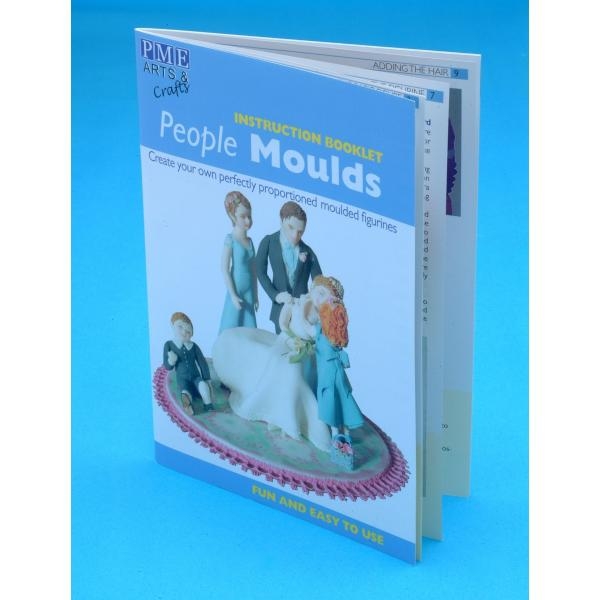 PME
ARTS &
Crafts
INSTRUCTION BOOKLET
People Moulds
Create your own perfectly proportioned moulded figurines
FUN AND EASY TO USE
ADDING THE HAIR 9
7